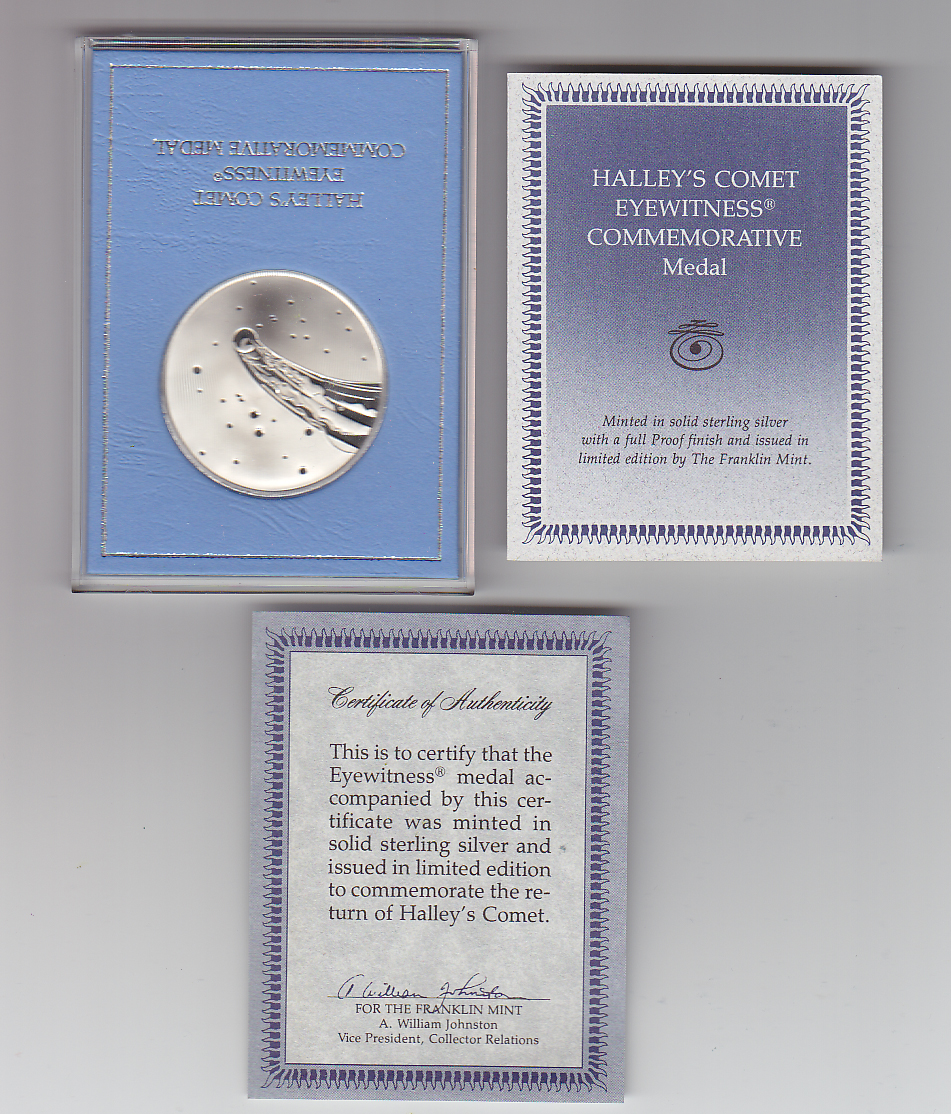 HALLEY'S COMET
EYEWITNESS®
COMMEMORATIVE MEDAL
HALLEY'S COMET
EYEWITNESS®
COMMEMORATIVE
Medal
Minted in solid sterling silver
with a full Proof finish and issued in
limited edition by The Franklin Mint.
Certificate of Authenticity
This is to certify that the
Eyewitness® medal ac-
companied by this cer-
tificate was minted in
solid sterling silver and
issued in limited edition
to commemorate the re-
turn of Halley's Comet.
A William Johnston
FOR THE FRANKLIN MINT
A. William Johnston
Vice President, Collector Relations